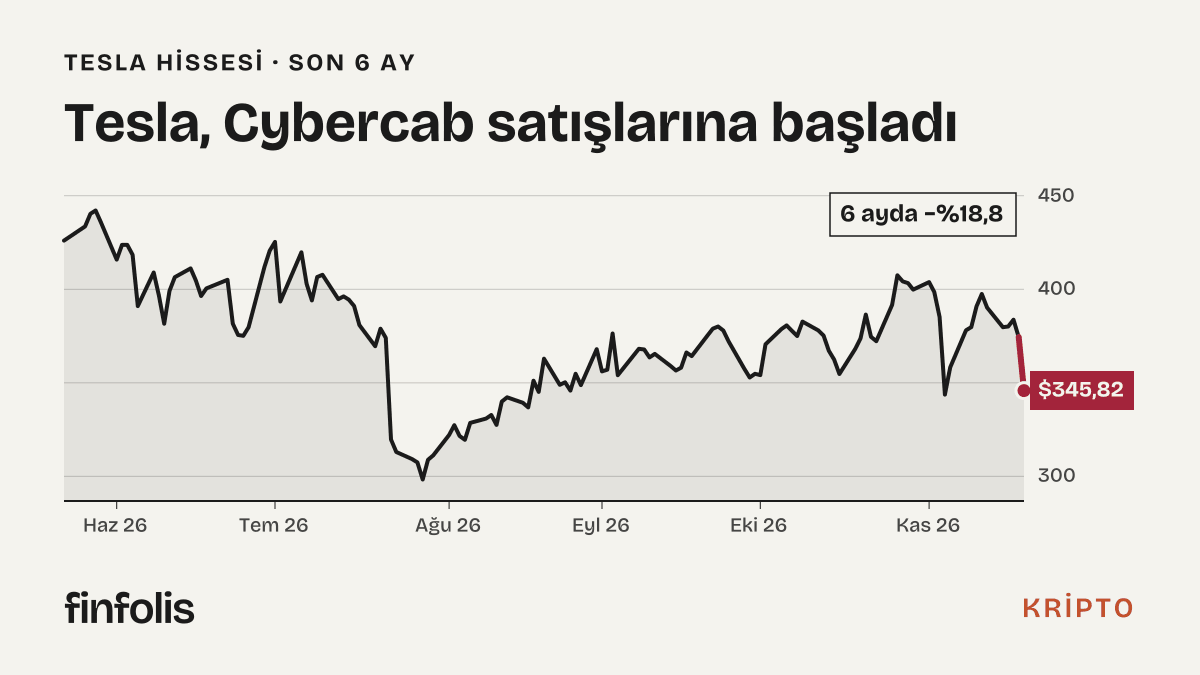 TESLA HİSSESİ · SON 6 AY
Tesla, Cybercab satışlarına başladı
450
6 ayda −%18,8
400
$345,82
300
Haz 26 Tem 26 Ağu 26 Eyl 26 Eki 26 Kas 26
finfolis
KRİPTO